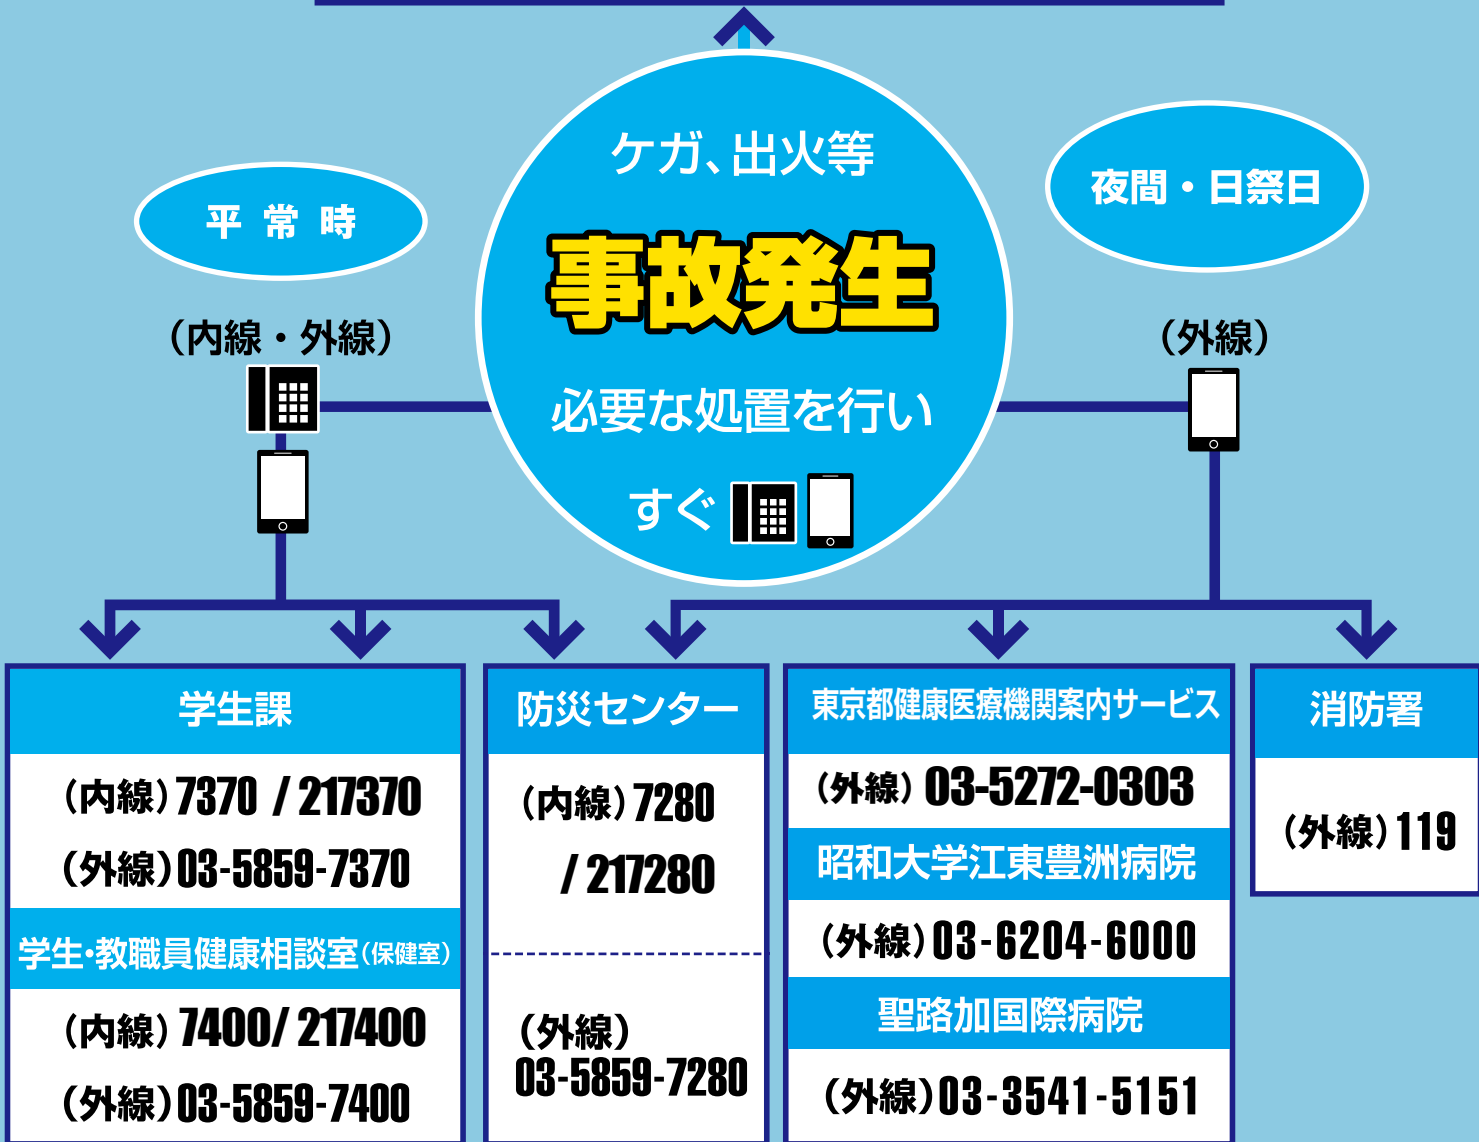 ケガ、出火等
事故発生
必要な処置を行い
すぐ
平常時
（内線・外線）
夜間・日祭日
（外線）
学生課
（内線）7370 / 217370
（外線）03-5859-7370
学生・教職員健康相談室（保健室）
（内線）7400/ 217400
（外線）03-5859-7400
防災センター
（内線）7280
/ 217280
（外線）
03-5859-7280
東京都健康医療機関案内サービス
（外線）03-5272-0303
昭和大学江東豊洲病院
（外線）03-6204-6000
聖路加国際病院
（外線）03-3541-5151
消防署
（外線）119